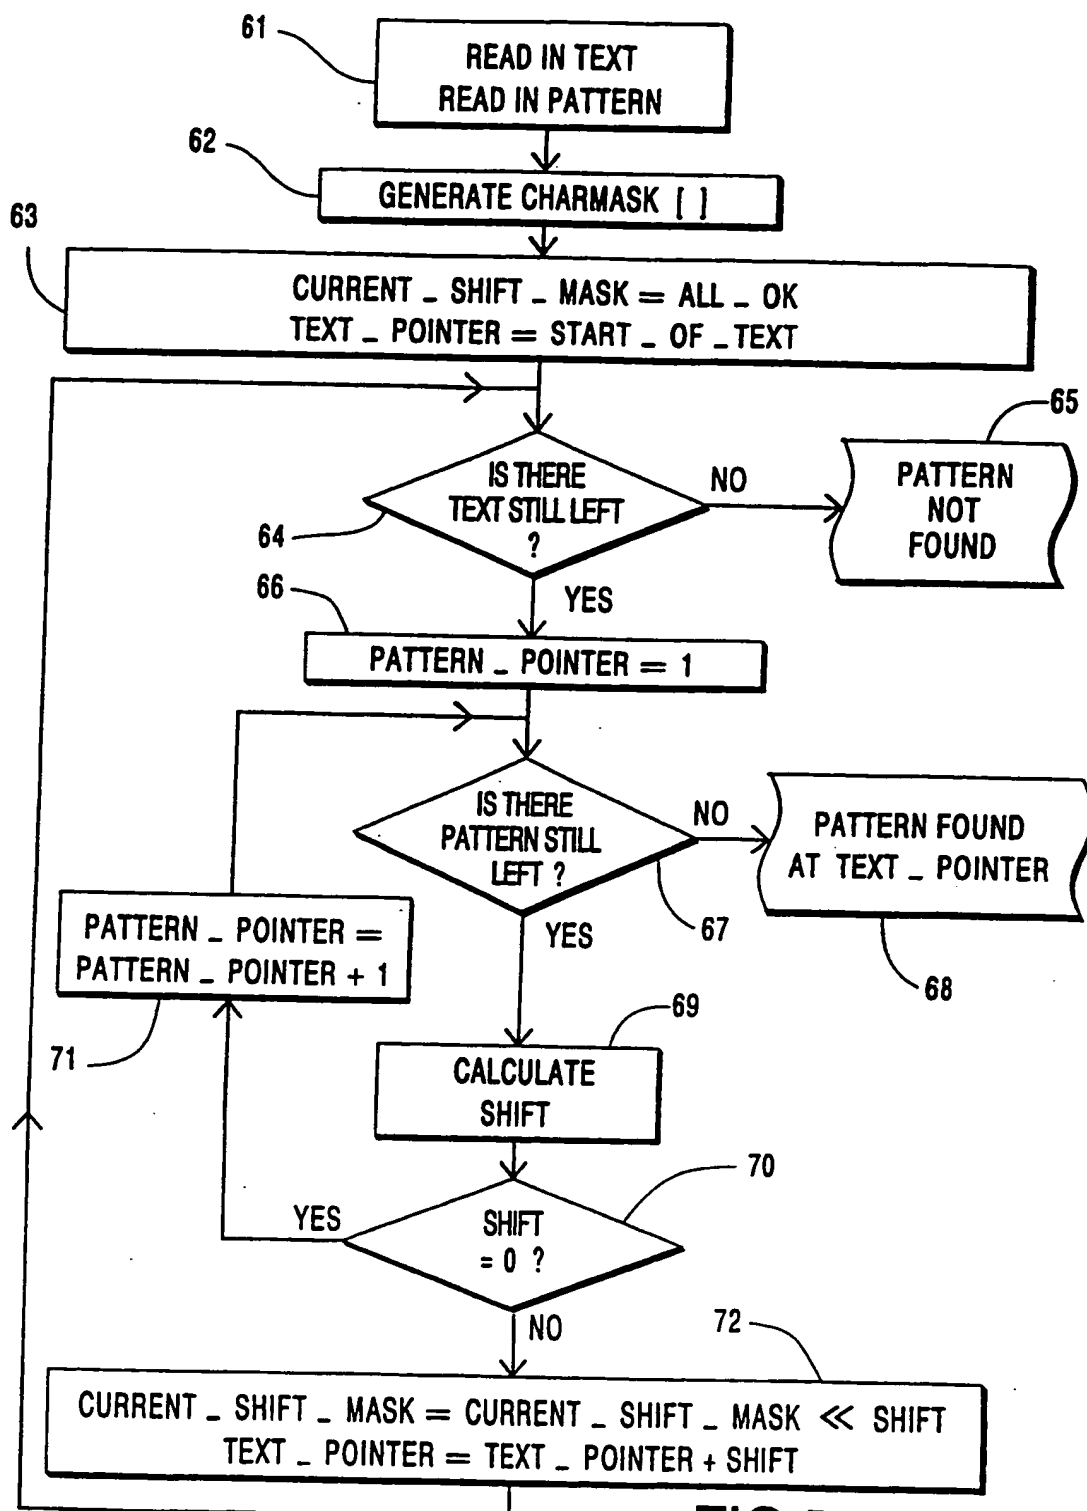 61
READ IN TEXT
READ IN PATTERN
62
GENERATE CHARMASK [ ]
63
CURRENT _ SHIFT _ MASK = ALL _ OK
TEXT _ POINTER = START _ OF _ TEXT
65
IS THERE
TEXT STILL LEFT
?
64
NO
PATTERN
NOT
FOUND
66
YES
PATTERN _ POINTER = 1
IS THERE
PATTERN STILL
LEFT ?
NO
PATTERN FOUND
AT TEXT _ POINTER
67
68
YES
PATTERN _ POINTER =
PATTERN _ POINTER + 1
71
69
CALCULATE
SHIFT
70
YES
SHIFT
= 0 ?
NO
72
CURRENT _ SHIFT _ MASK = CURRENT _ SHIFT _ MASK << SHIFT
TEXT _ POINTER = TEXT _ POINTER + SHIFT